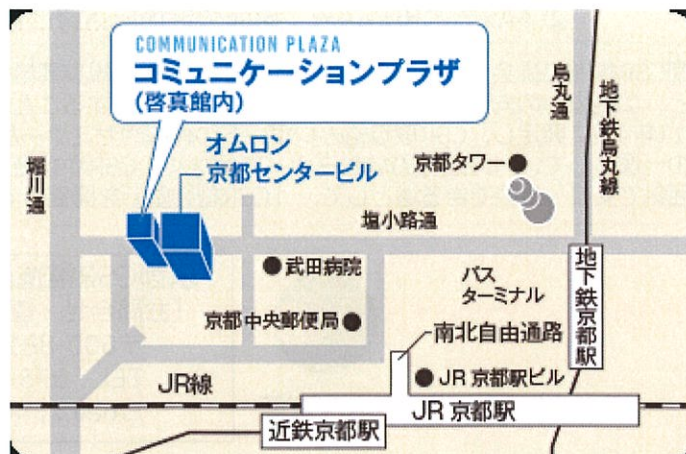 COMMUNICATION PLAZA
コミュニケーションプラザ
(啓真館内)
オムロン
京都センタービル
堀川通
烏丸通
地下鉄烏丸線
京都タワー
塩小路通
武田病院
バス
ターミナル
地下鉄京都駅
京都中央郵便局
南北自由通路
JR線
JR京都駅ビル
JR京都駅
近鉄京都駅